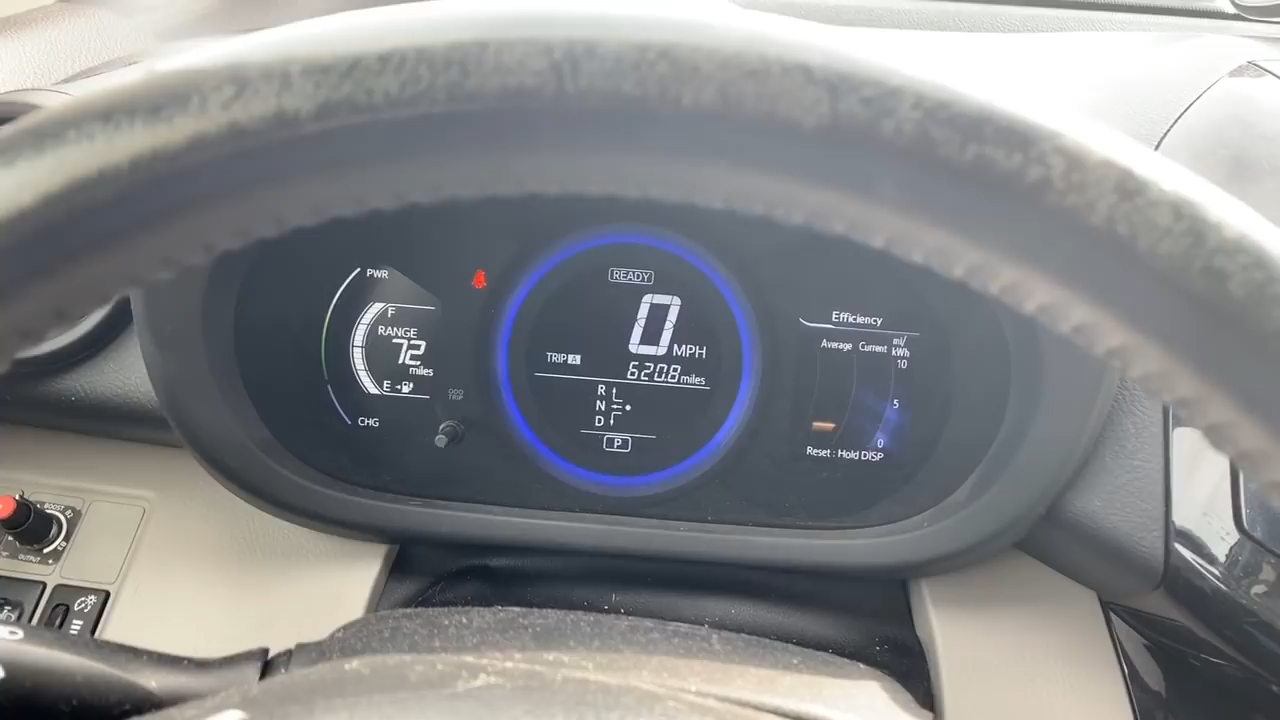 PWR
F
RANGE
72
miles
E
CHG
ODO
TRIP
READY
0 MPH
TRIP A
620.8 miles
R
N
D
P
Efficiency
Average Current mi/
kWh
10
5
0
Reset : Hold DISP
BOOST
OUTPUT